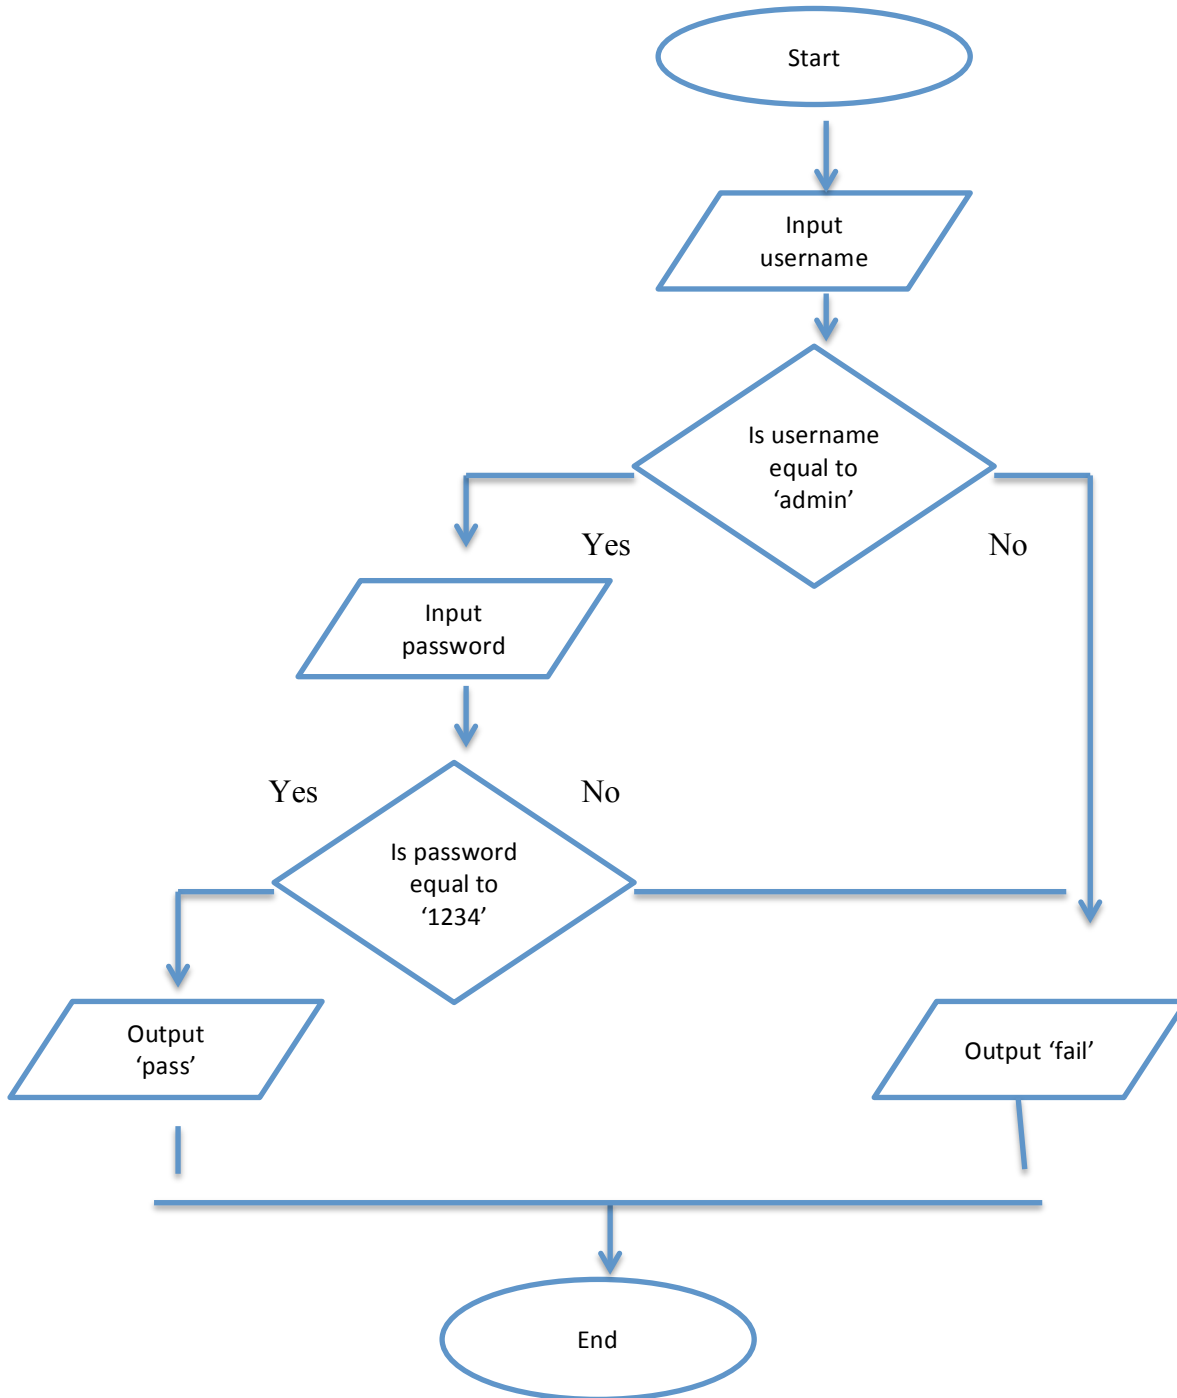 Start
Input
username
Is username
equal to
‘admin’
Yes
No
Input
password
Yes
No
Is password
equal to
‘1234’
Output
‘pass’
Output ‘fail’
End